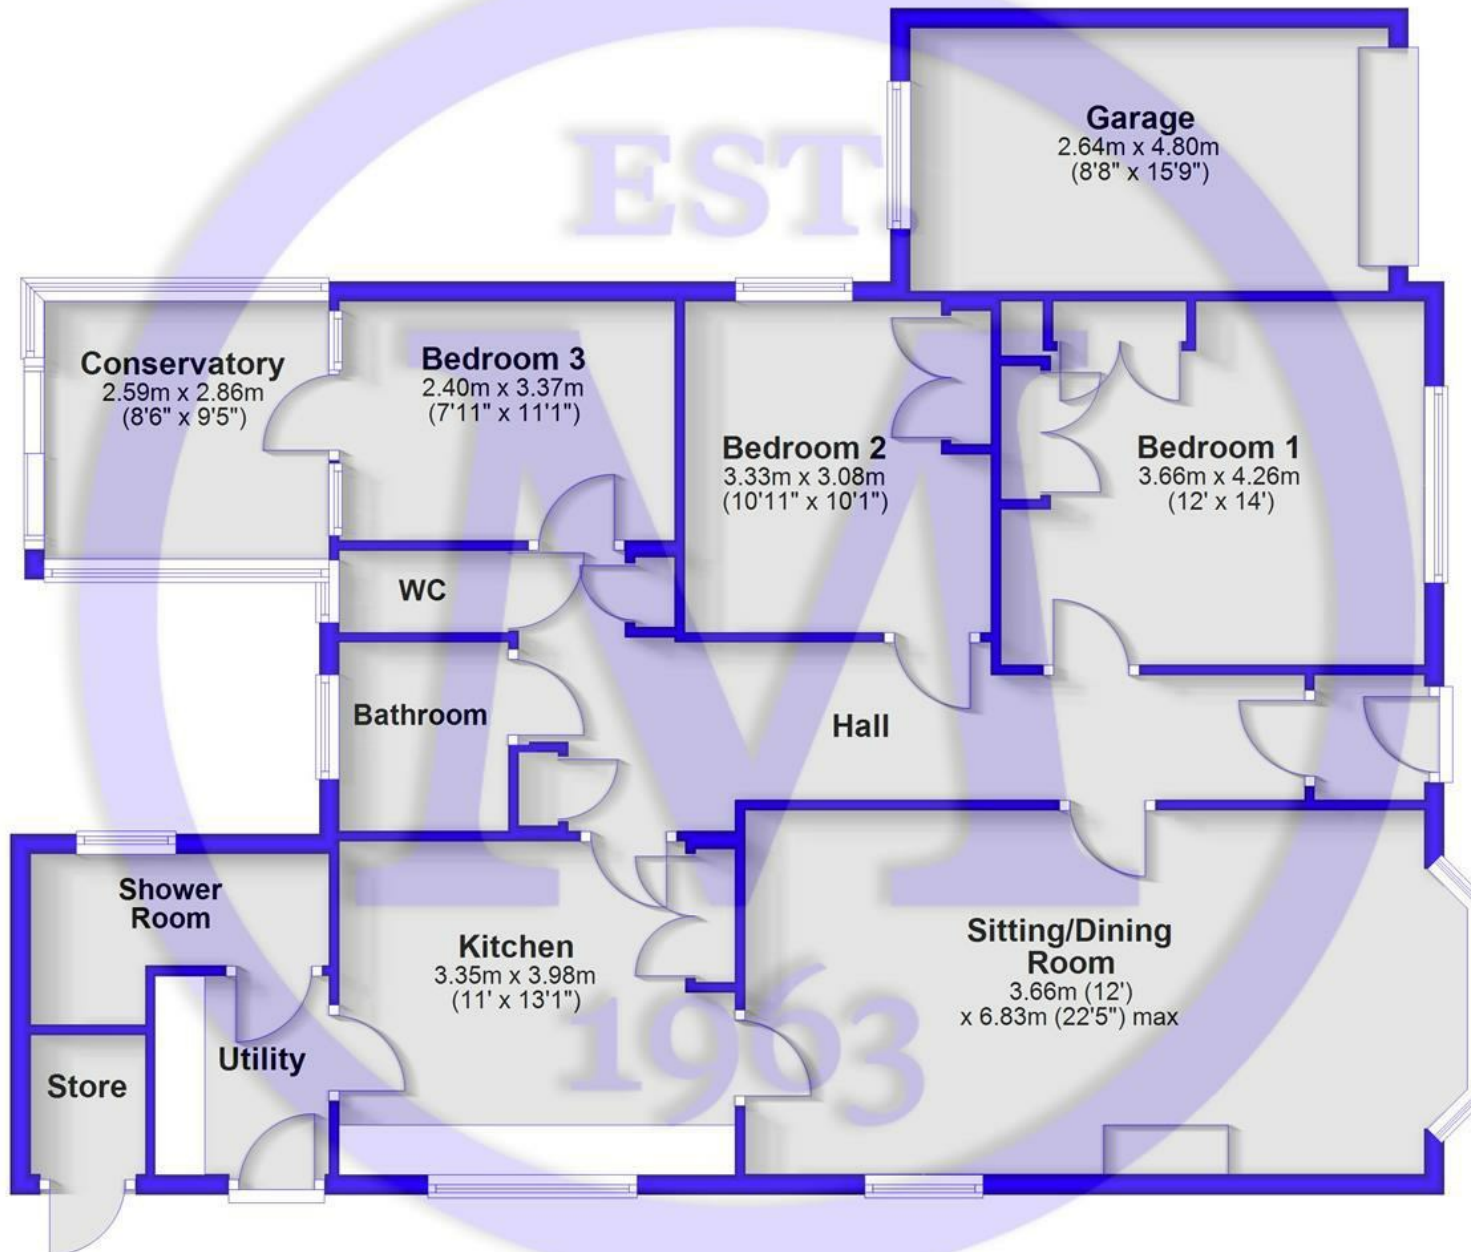 EST.
Garage
2.64m x 4.80m
(8'8" x 15'9")
Conservatory
2.59m x 2.86m
(8'6" x 9'5")
Bedroom 3
2.40m x 3.37m
(7'11" x 11'1")
Bedroom 2
3.33m x 3.08m
(10'11" x 10'1")
Bedroom 1
3.66m x 4.26m
(12' x 14')
WC
Bathroom
Hall
Shower
Room
Kitchen
3.35m x 3.98m
(11' x 13'1")
Sitting/Dining
Room
3.66m (12')
x 6.83m (22'5") max
Utility
Store
M
1963